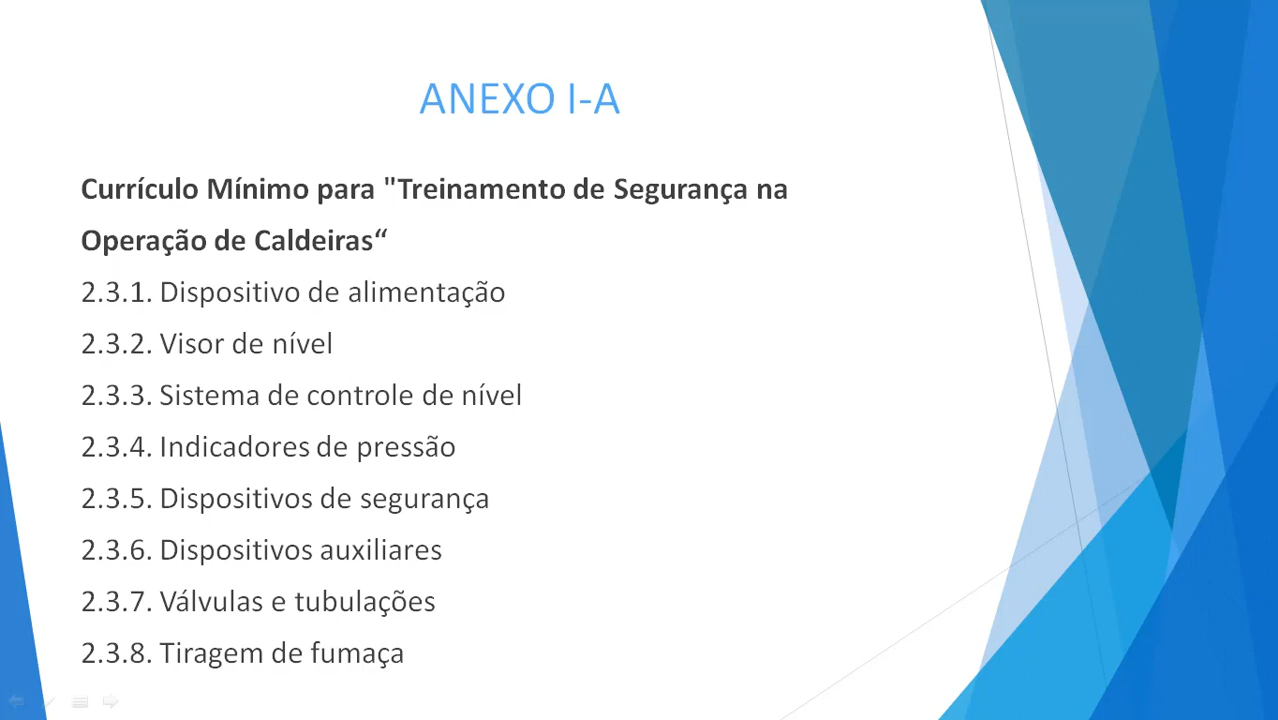 ANEXO I-A
Currículo Mínimo para "Treinamento de Segurança na
Operação de Caldeiras“
2.3.1. Dispositivo de alimentação
2.3.2. Visor de nível
2.3.3. Sistema de controle de nível
2.3.4. Indicadores de pressão
2.3.5. Dispositivos de segurança
2.3.6. Dispositivos auxiliares
2.3.7. Válvulas e tubulações
2.3.8. Tiragem de fumaça